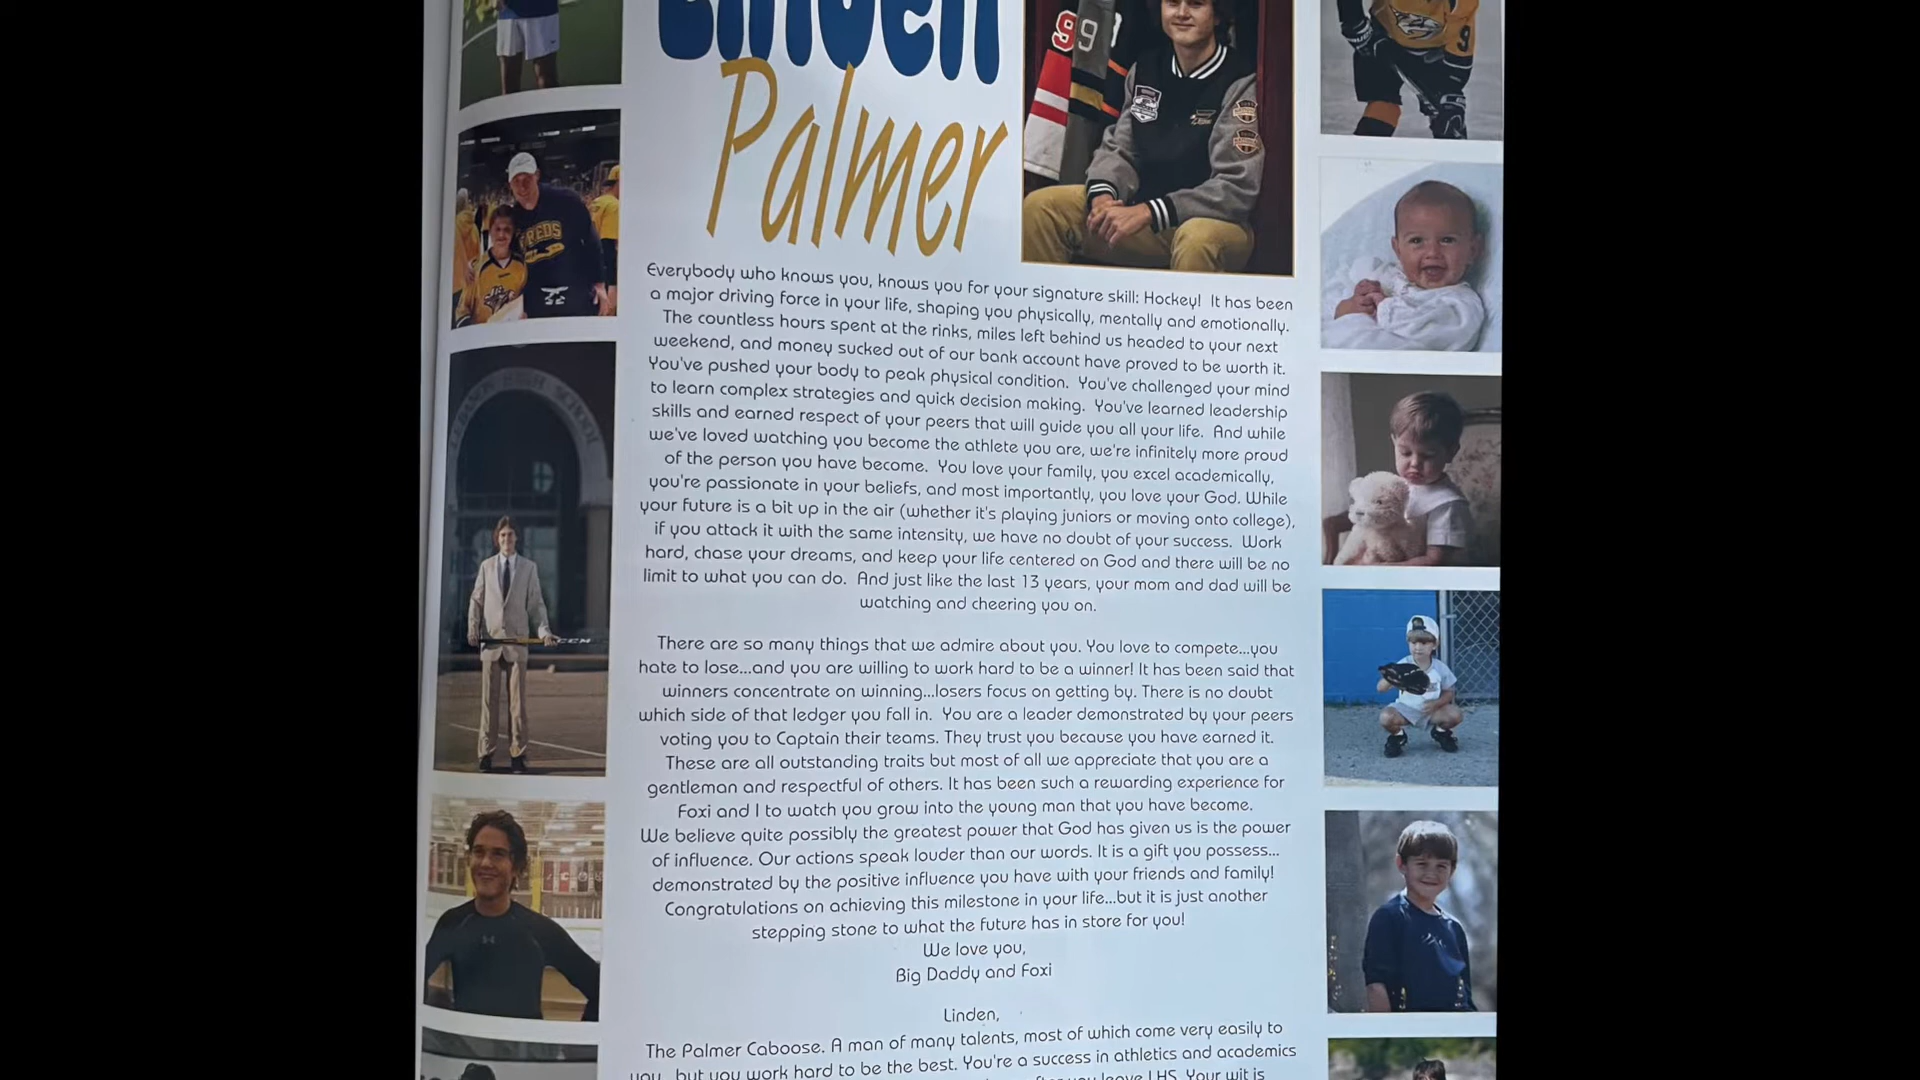 Linden
Palmer
Everybody who knows you, knows you for your signature skill: Hockey! It has been
a major driving force in your life, shaping you physically, mentally and emotionally.
The countless hours spent at the rinks, miles left behind us headed to your next
weekend, and money sucked out of our bank account have proved to be worth it.
You've pushed your body to peak physical condition. You've challenged your mind
to learn complex strategies and quick decision making. You've learned leadership
skills and earned respect of your peers that will guide you all your life. And while
we've loved watching you become the athlete you are, we're infinitely more proud
of the person you have become. You love your family, you excel academically,
you're passionate in your beliefs, and most importantly, you love your God. While
your future is a bit up in the air (whether it's playing juniors or moving onto college),
if you attack it with the same intensity, we have no doubt of your success. Work
hard, chase your dreams, and keep your life centered on God and there will be no
limit to what you can do. And just like the last 13 years, your mom and dad will be
watching and cheering you on.
There are so many things that we admire about you. You love to compete...you
hate to lose...and you are willing to work hard to be a winner! It has been said that
winners concentrate on winning...losers focus on getting by. There is no doubt
which side of that ledger you fall in. You are a leader demonstrated by your peers
voting you to Captain their teams. They trust you because you have earned it.
These are all outstanding traits but most of all we appreciate that you are a
gentleman and respectful of others. It has been such a rewarding experience for
Foxi and I to watch you grow into the young man that you have become.
We believe quite possibly the greatest power that God has given us is the power
of influence. Our actions speak louder than our words. It is a gift you possess...
demonstrated by the positive influence you have with your friends and family!
Congratulations on achieving this milestone in your life...but it is just another
stepping stone to what the future has in store for you!
We love you,
Big Daddy and Foxi
Linden,
The Palmer Caboose. A man of many talents, most of which come very easily to
you, but you work hard to be the best. You're a success in athletics and academics
you leave LHS. Your wit is
9
9
9
PREDS
HIGH SCHOOL
CCM